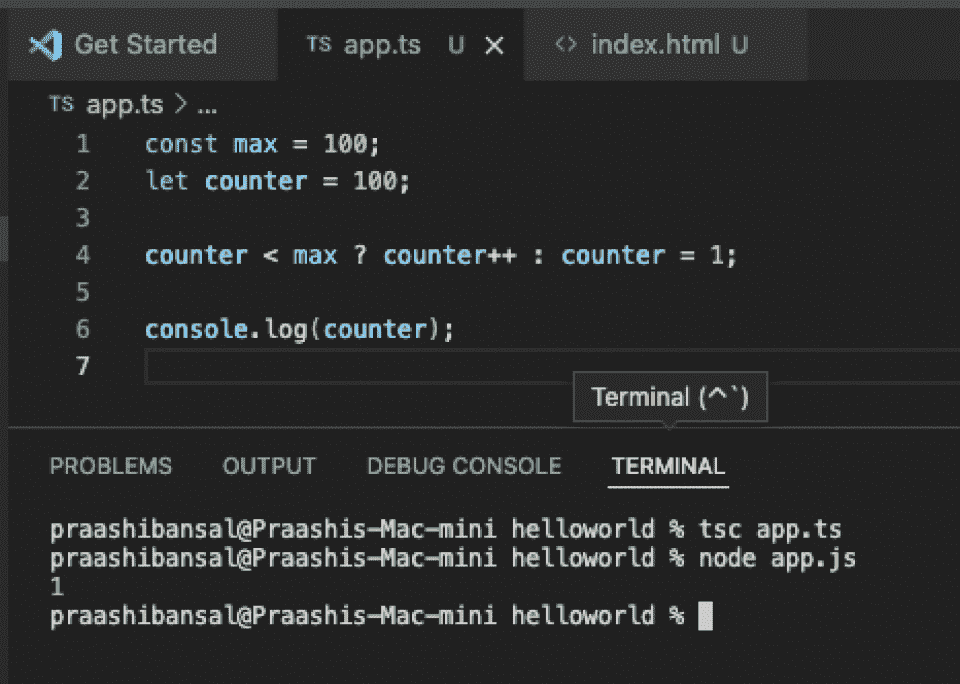 Get Started TS app.ts U × <> index.html U
TS app.ts > ...
1 const max = 100;
2 let counter = 100;
3
4 counter < max ? counter++ : counter = 1;
5
6 console.log(counter);
7
Terminal (^`)
PROBLEMS OUTPUT DEBUG CONSOLE TERMINAL
praashibansal@Praashis-Mac-mini helloworld % tsc app.ts
praashibansal@Praashis-Mac-mini helloworld % node app.js
1
praashibansal@Praashis-Mac-mini helloworld %